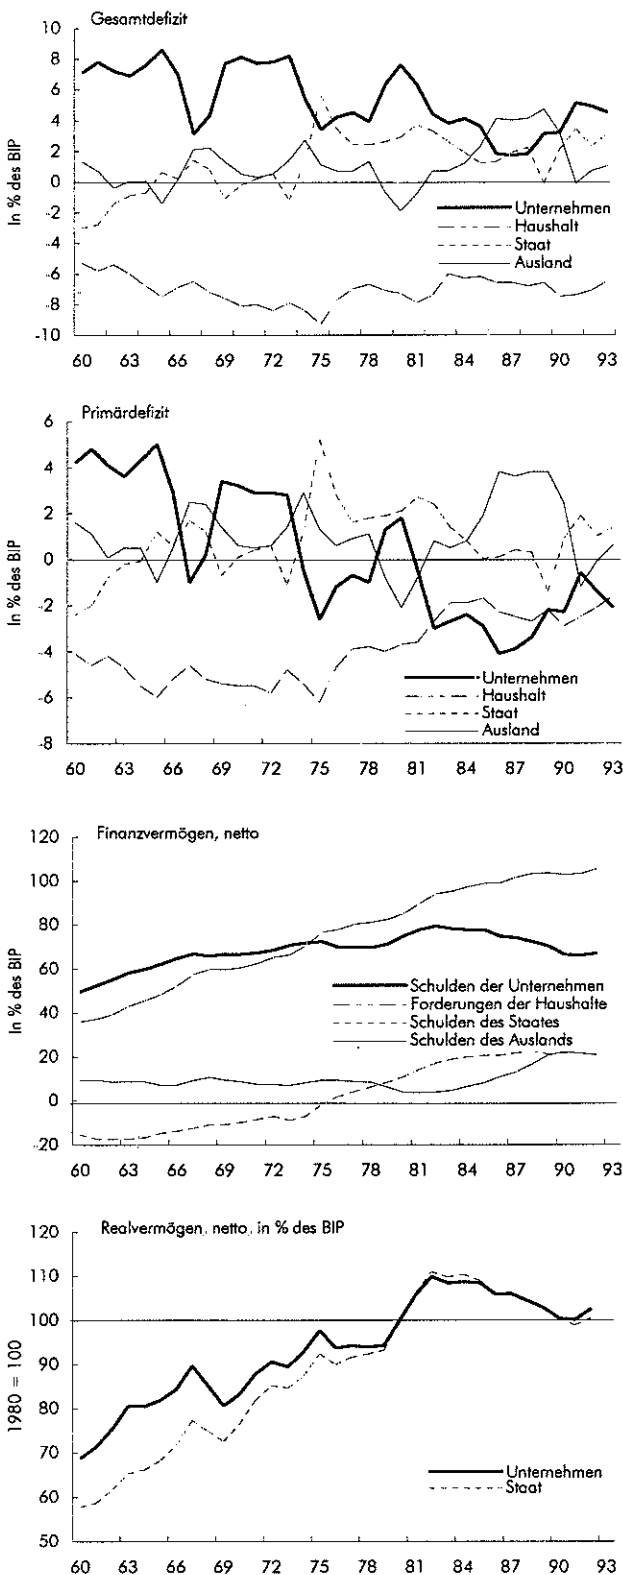 Gesamtdefizit
10
8
6
4
2
0
-2
-4
-6
-8
-10
In % des BIP
Unternehmen
Haushalt
Staat
Ausland
60 63 66 69 72 75 78 81 84 87 90 93
Primärdefizit
6
4
2
0
-2
-4
-6
-8
In % des BIP
Unternehmen
Haushalt
Staat
Ausland
60 63 66 69 72 75 78 81 84 87 90 93
Finanzvermögen, netto
120
100
80
60
40
20
0
-20
In % des BIP
Schulden der Unternehmen
Forderungen der Haushalte
Schulden des Staates
Schulden des Auslands
60 63 66 69 72 75 78 81 84 87 90 93
Realvermögen, netto, in % des BIP
120
110
100
90
80
70
60
50
1980 = 100
Unternehmen
Staat
60 63 66 69 72 75 78 81 84 87 90 93